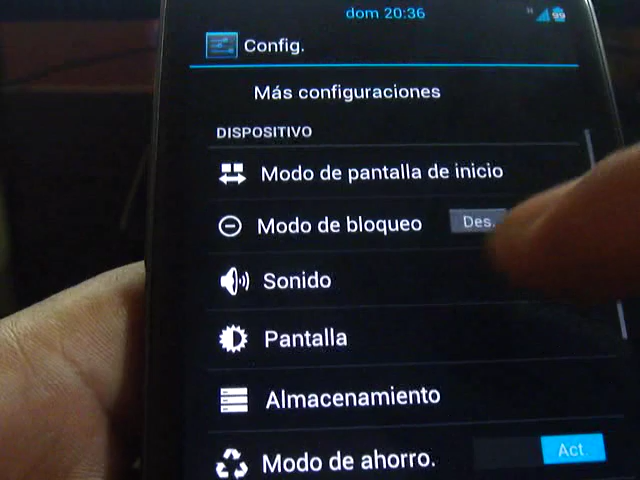 dom 20:36
H 99
Config.
Más configuraciones
DISPOSITIVO
Modo de pantalla de inicio
Modo de bloqueo Des.
Sonido
Pantalla
Almacenamiento
Modo de ahorro. Act.